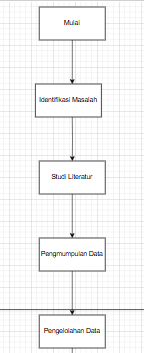 Mulai
Identifikasi Masalah
Studi Literatur
Pengmumpulan Data
Pengelolahan Data